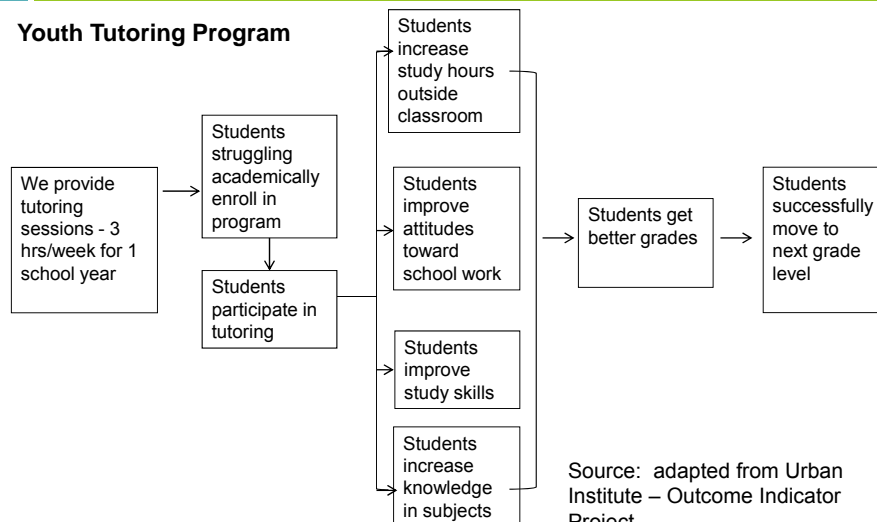 Youth Tutoring Program
We provide
tutoring
sessions - 3
hrs/week for 1
school year
Students
struggling
academically
enroll in
program
Students
participate in
tutoring
Students
increase
study hours
outside
classroom
Students
improve
attitudes
toward
school work
Students
improve
study skills
Students
increase
knowledge
in subjects
Students get
better grades
Students
successfully
move to
next grade
level
Source: adapted from Urban
Institute – Outcome Indicator
Project